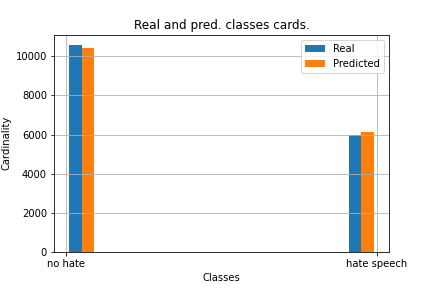 Real and pred. classes cards.
Real
Predicted
10000
8000
6000
4000
2000
0
Cardinality
no hate
hate speech
Classes